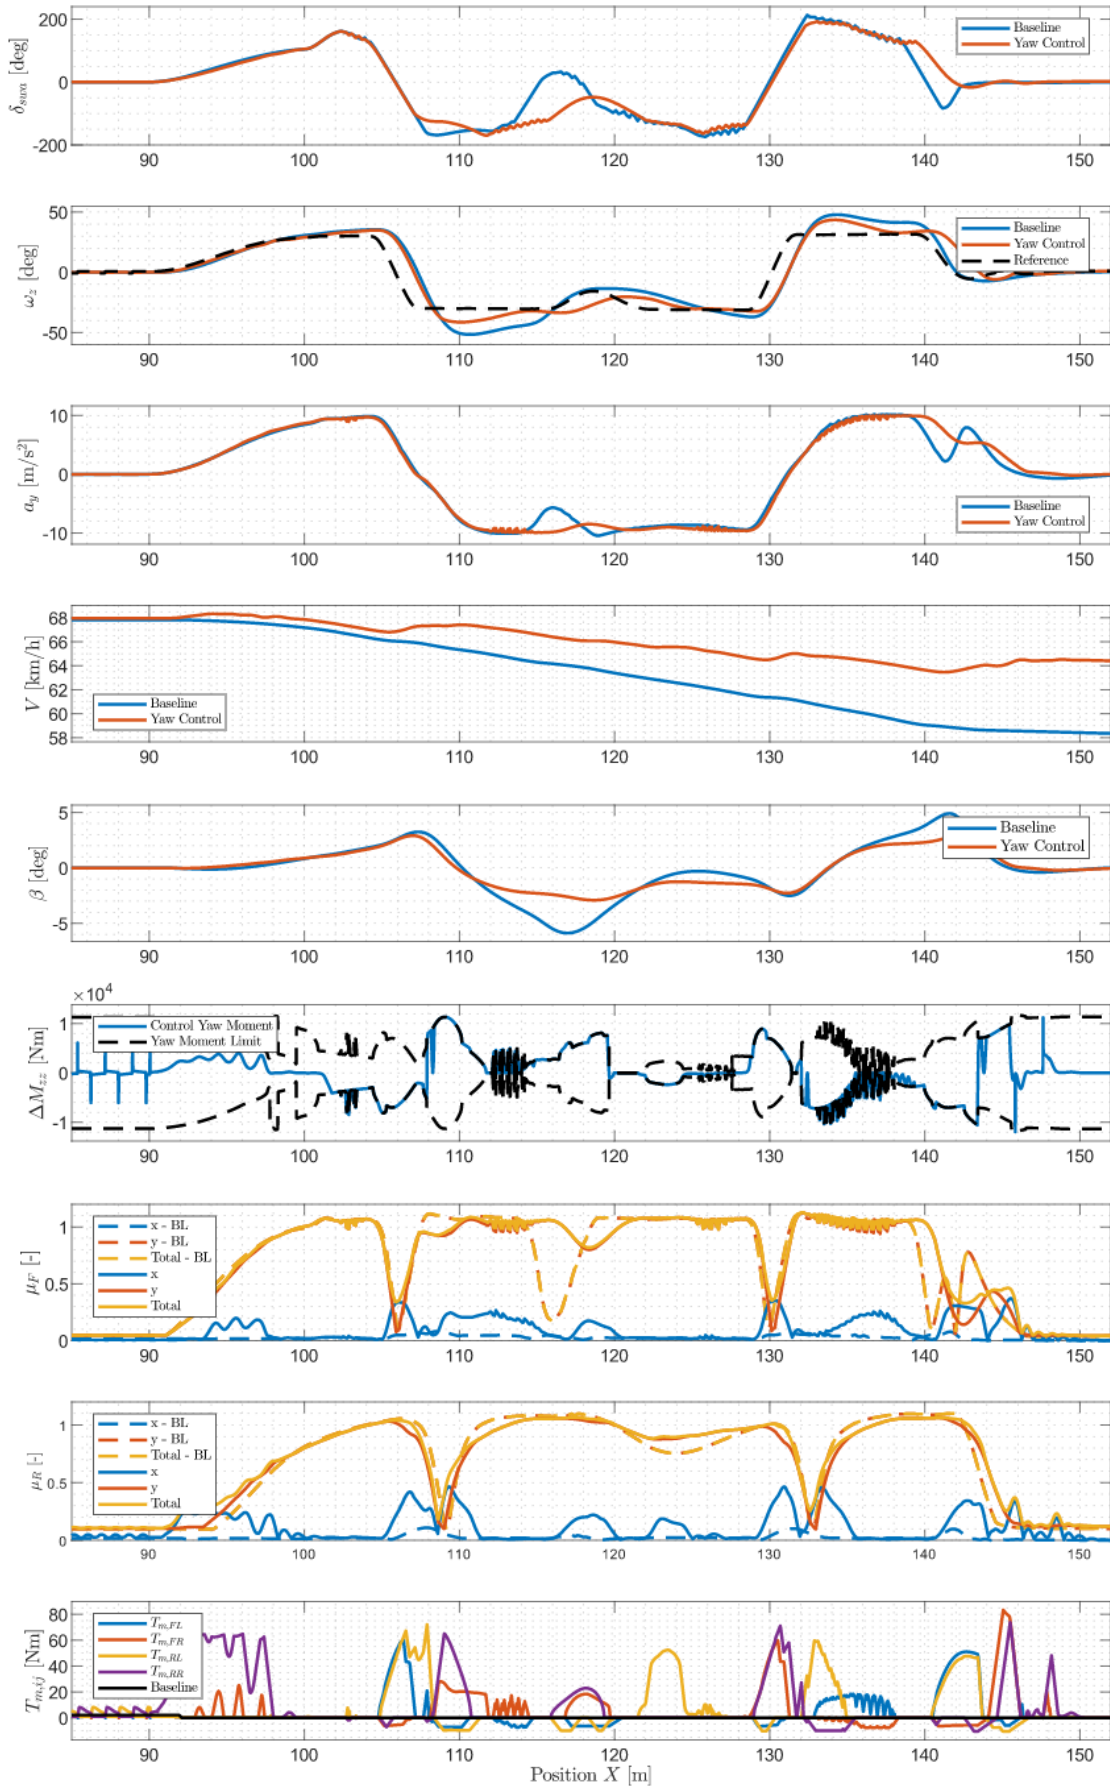 δ_swa [deg]
200
0
-200
Baseline
Yaw Control
90 100 110 120 130 140 150
ω_z [deg]
50
0
-50
Baseline
Yaw Control
Reference
90 100 110 120 130 140 150
a_y [m/s²]
10
0
-10
Baseline
Yaw Control
90 100 110 120 130 140 150
V [km/h]
68
66
64
62
60
58
Baseline
Yaw Control
90 100 110 120 130 140 150
β [deg]
5
0
-5
Baseline
Yaw Control
90 100 110 120 130 140 150
×10⁴
ΔM_zz [Nm]
1
0
-1
Control Yaw Moment
Yaw Moment Limit
90 100 110 120 130 140 150
μ_F [-]
1
0.5
0
x - BL
y - BL
Total - BL
x
y
Total
90 100 110 120 130 140 150
μ_R [-]
1
0.5
0
x - BL
y - BL
Total - BL
x
y
Total
90 100 110 120 130 140 150
T_m,ij [Nm]
80
60
40
20
0
T_m,FL
T_m,FR
T_m,RL
T_m,RR
Baseline
90 100 110 120 130 140 150
Position X [m]